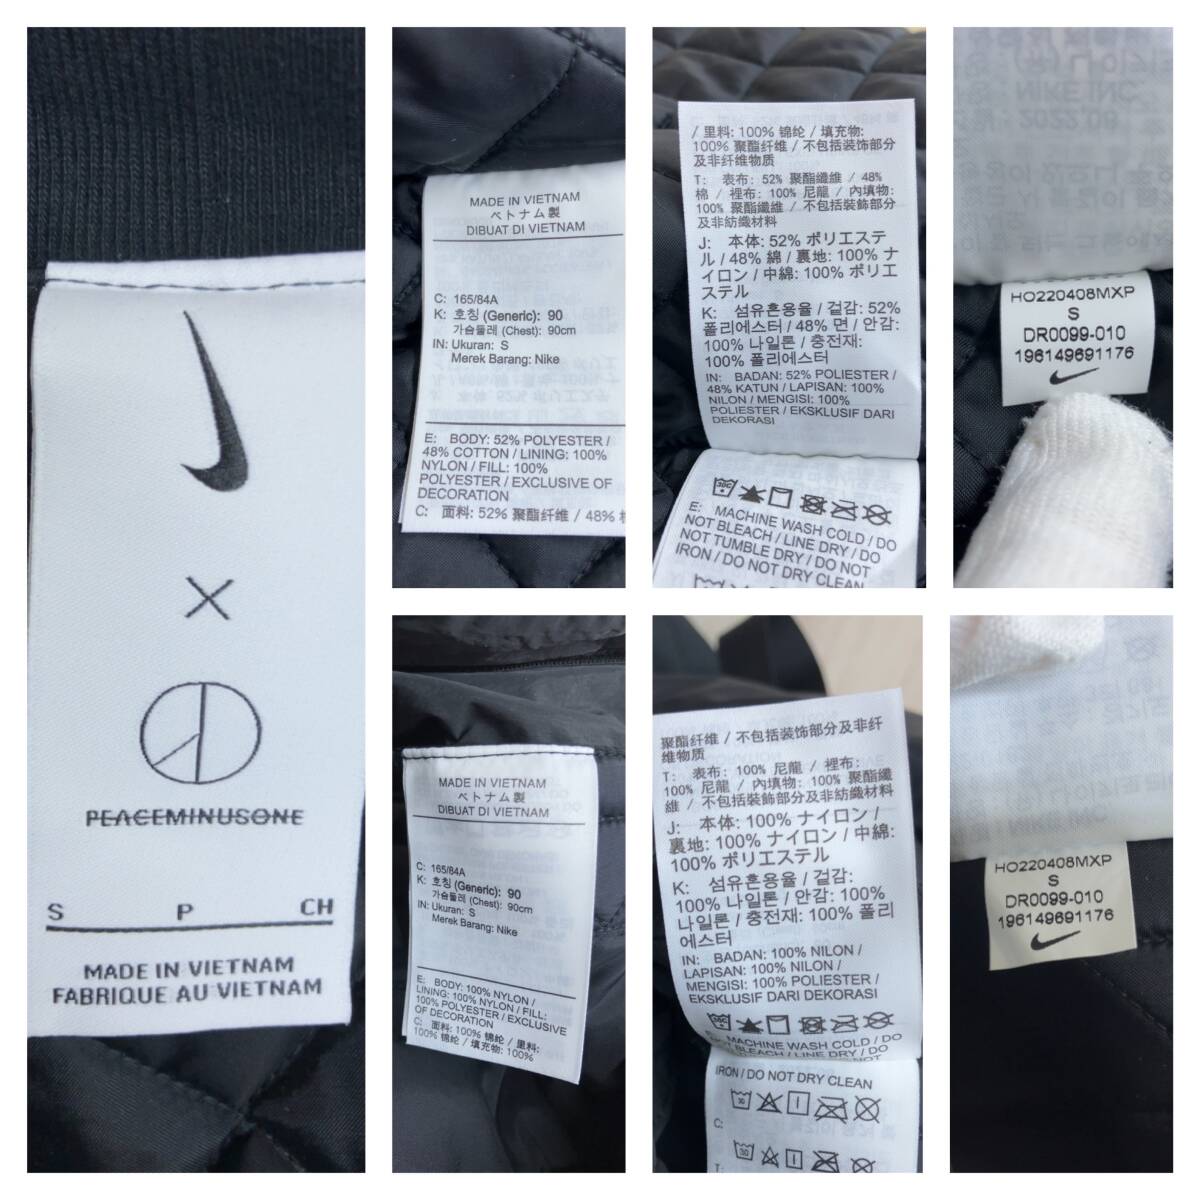 PEACEMINUSONE
S P CH
MADE IN VIETNAM
FABRIQUE AU VIETNAM
MADE IN VIETNAM
ベトナム製
DIBUAT DI VIETNAM
C: 165/84A
K: 호칭 (Generic): 90
가슴둘레 (Chest): 90cm
IN: Ukuran: S
Merek Barang: Nike
E: BODY: 52% POLYESTER /
48% COTTON / LINING: 100%
NYLON / FILL: 100%
POLYESTER / EXCLUSIVE OF
DECORATION
C: 面料: 52% 聚酯纤维 / 48%
/ 里料: 100% 锦纶 / 填充物:
100% 聚酯纤维 / 不包括装饰部分
及非纤维物质
T: 表布: 52% 聚酯纖維 / 48%
棉 / 裡布: 100% 尼龍 / 內填物:
100% 聚酯纖維 / 不包括裝飾部分
及非紡織材料
J: 本体: 52% ポリエステ
ル / 48% 綿 / 裏地: 100% ナ
イロン / 中綿: 100% ポリエ
ステル
K: 섬유혼용율 / 겉감: 52%
폴리에스터 / 48% 면 / 안감:
100% 나일론 / 충전재:
100% 폴리에스터
IN: BADAN: 52% POLIESTER /
48% KATUN / LAPISAN: 100%
NILON / MENGISI: 100%
POLIESTER / EKSKLUSIF DARI
DEKORASI
E: MACHINE WASH COLD / DO
NOT BLEACH / LINE DRY / DO
NOT TUMBLE DRY / DO NOT
IRON / DO NOT DRY CLEAN
HO220408MXP
S
DR0099-010
196149691176
MADE IN VIETNAM
ベトナム製
DIBUAT DI VIETNAM
C: 165/84A
K: 호칭 (Generic): 90
가슴둘레 (Chest): 90cm
IN: Ukuran: S
Merek Barang: Nike
E: BODY: 100% NYLON /
LINING: 100% NYLON / FILL:
100% POLYESTER / EXCLUSIVE
OF DECORATION
C: 面料: 100% 锦纶 / 里料:
100% 锦纶 / 填充物: 100%
聚酯纤维 / 不包括装饰部分及非纤
维物质
T: 表布: 100% 尼龍 / 裡布:
100% 尼龍 / 內填物: 100% 聚酯纖
維 / 不包括裝飾部分及非紡織材料
J: 本体: 100% ナイロン /
裏地: 100% ナイロン / 中綿:
100% ポリエステル
K: 섬유혼용율 / 겉감:
100% 나일론 / 안감: 100%
나일론 / 충전재: 100% 폴리
에스터
IN: BADAN: 100% NILON /
LAPISAN: 100% NILON /
MENGISI: 100% POLIESTER /
EKSKLUSIF DARI DEKORASI
E: MACHINE WASH COLD / DO
NOT BLEACH / LINE DRY / DO
IRON / DO NOT DRY CLEAN
C:
HO220408MXP
S
DR0099-010
196149691176